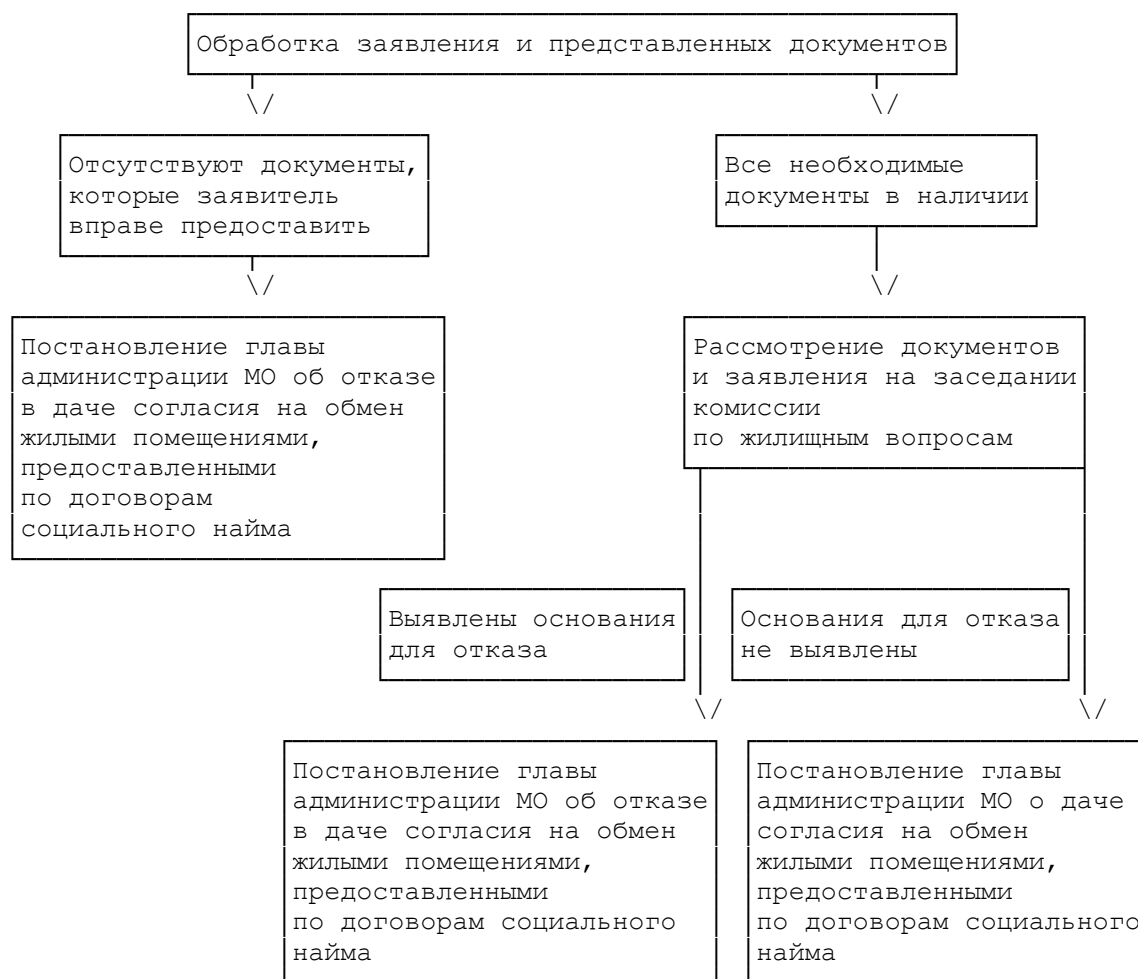 Обработка заявления и представленных документов
Отсутствуют документы,
которые заявитель
вправе предоставить
Все необходимые
документы в наличии
Постановление главы
администрации МО об отказе
в даче согласия на обмен
жилыми помещениями,
предоставленными
по договорам
социального найма
Рассмотрение документов
и заявления на заседании
комиссии
по жилищным вопросам
Выявлены основания
для отказа
Основания для отказа
не выявлены
Постановление главы
администрации МО об отказе
в даче согласия на обмен
жилыми помещениями,
предоставленными
по договорам социального
найма
Постановление главы
администрации МО о даче
согласия на обмен
жилыми помещениями,
предоставленными
по договорам социального
найма